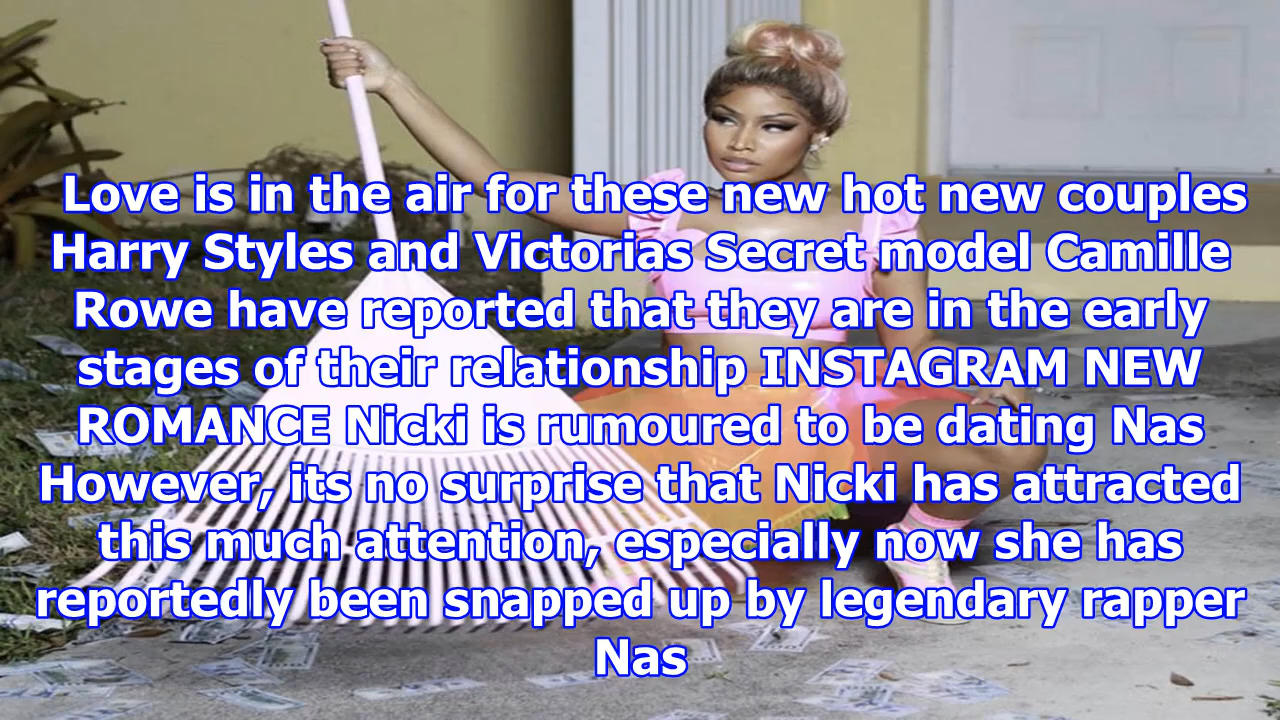 Love is in the air for these new hot new couples
Harry Styles and Victorias Secret model Camille
Rowe have reported that they are in the early
stages of their relationship INSTAGRAM NEW
ROMANCE Nicki is rumoured to be dating Nas
However, its no surprise that Nicki has attracted
this much attention, especially now she has
reportedly been snapped up by legendary rapper
Nas